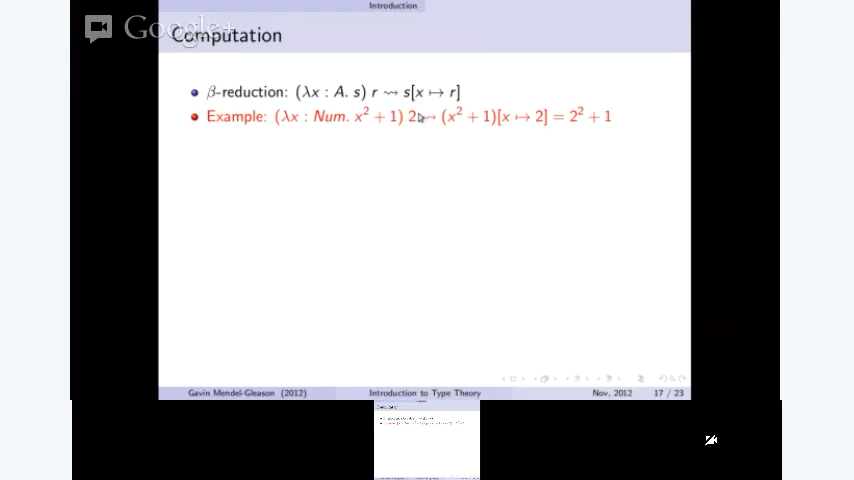 Introduction
Google+
Computation
β-reduction: (λx : A. s) r ⇝ s[x ↦ r]
Example: (λx : Num. x² + 1) 2 ⇝ (x² + 1)[x ↦ 2] = 2² + 1
Gavin Mendel-Gleason (2012) Introduction to Type Theory Nov, 2012 17 / 23